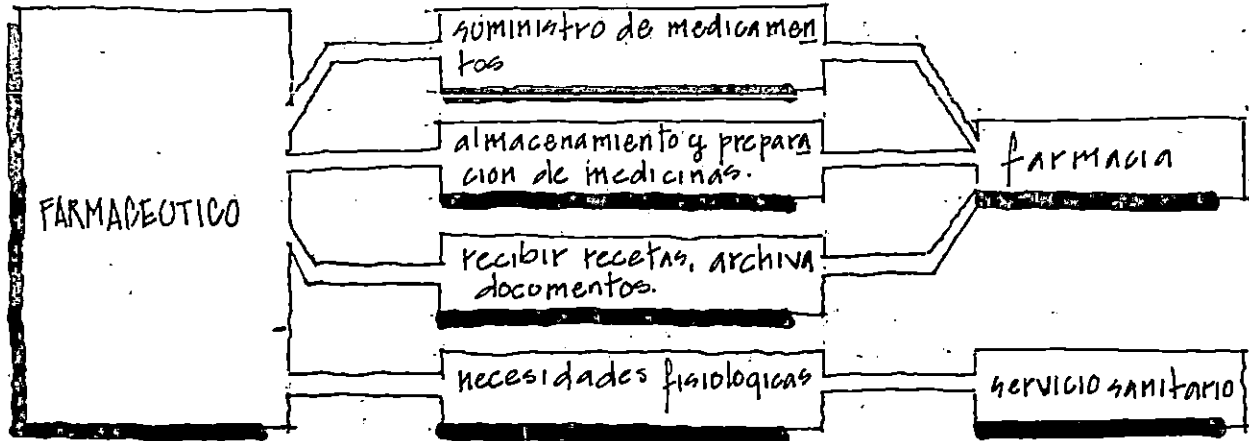 suministro de medicamen
tos
almacenamiento y prepara
cion de medicinas.
farmacia
FARMACEUTICO
recibir recetas, archiva
documentos.
necesidades fisiologicas
servicio sanitario